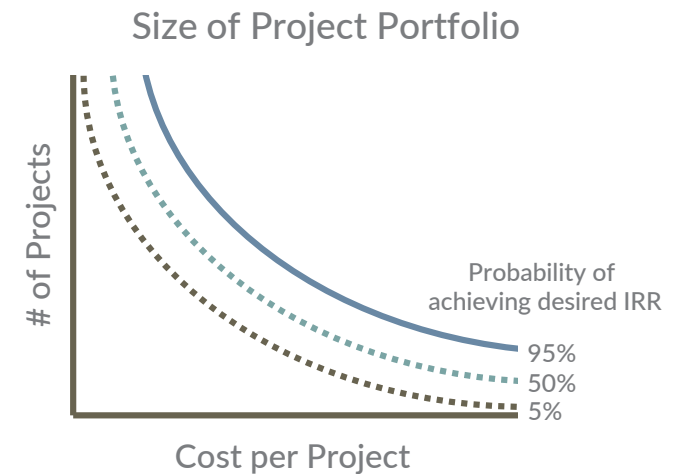 Size of Project Portfolio
# of Projects
Probability of
achieving desired IRR
95%
50%
5%
Cost per Project